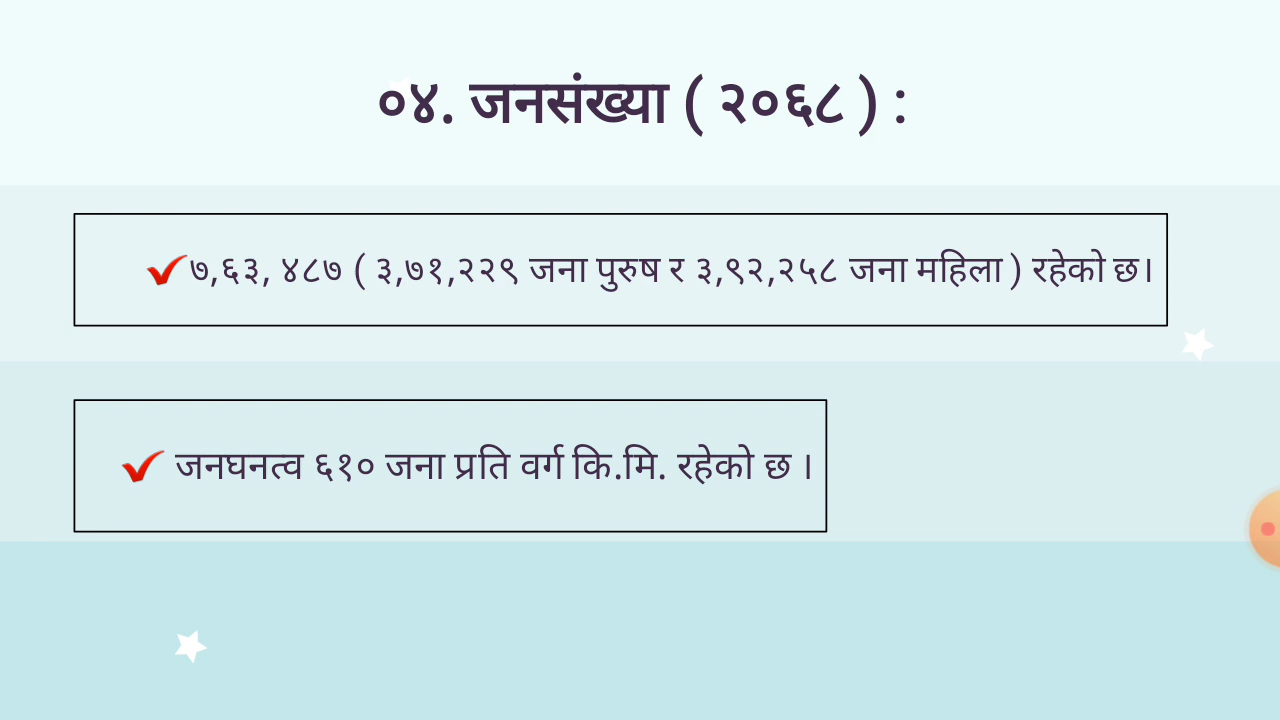 ०४. जनसंख्या ( २०६८ ) :
७,६३, ४८७ ( ३,७१,२२९ जना पुरुष र ३,९२,२५८ जना महिला ) रहेको छ।
जनघनत्व ६१० जना प्रति वर्ग कि.मि. रहेको छ ।